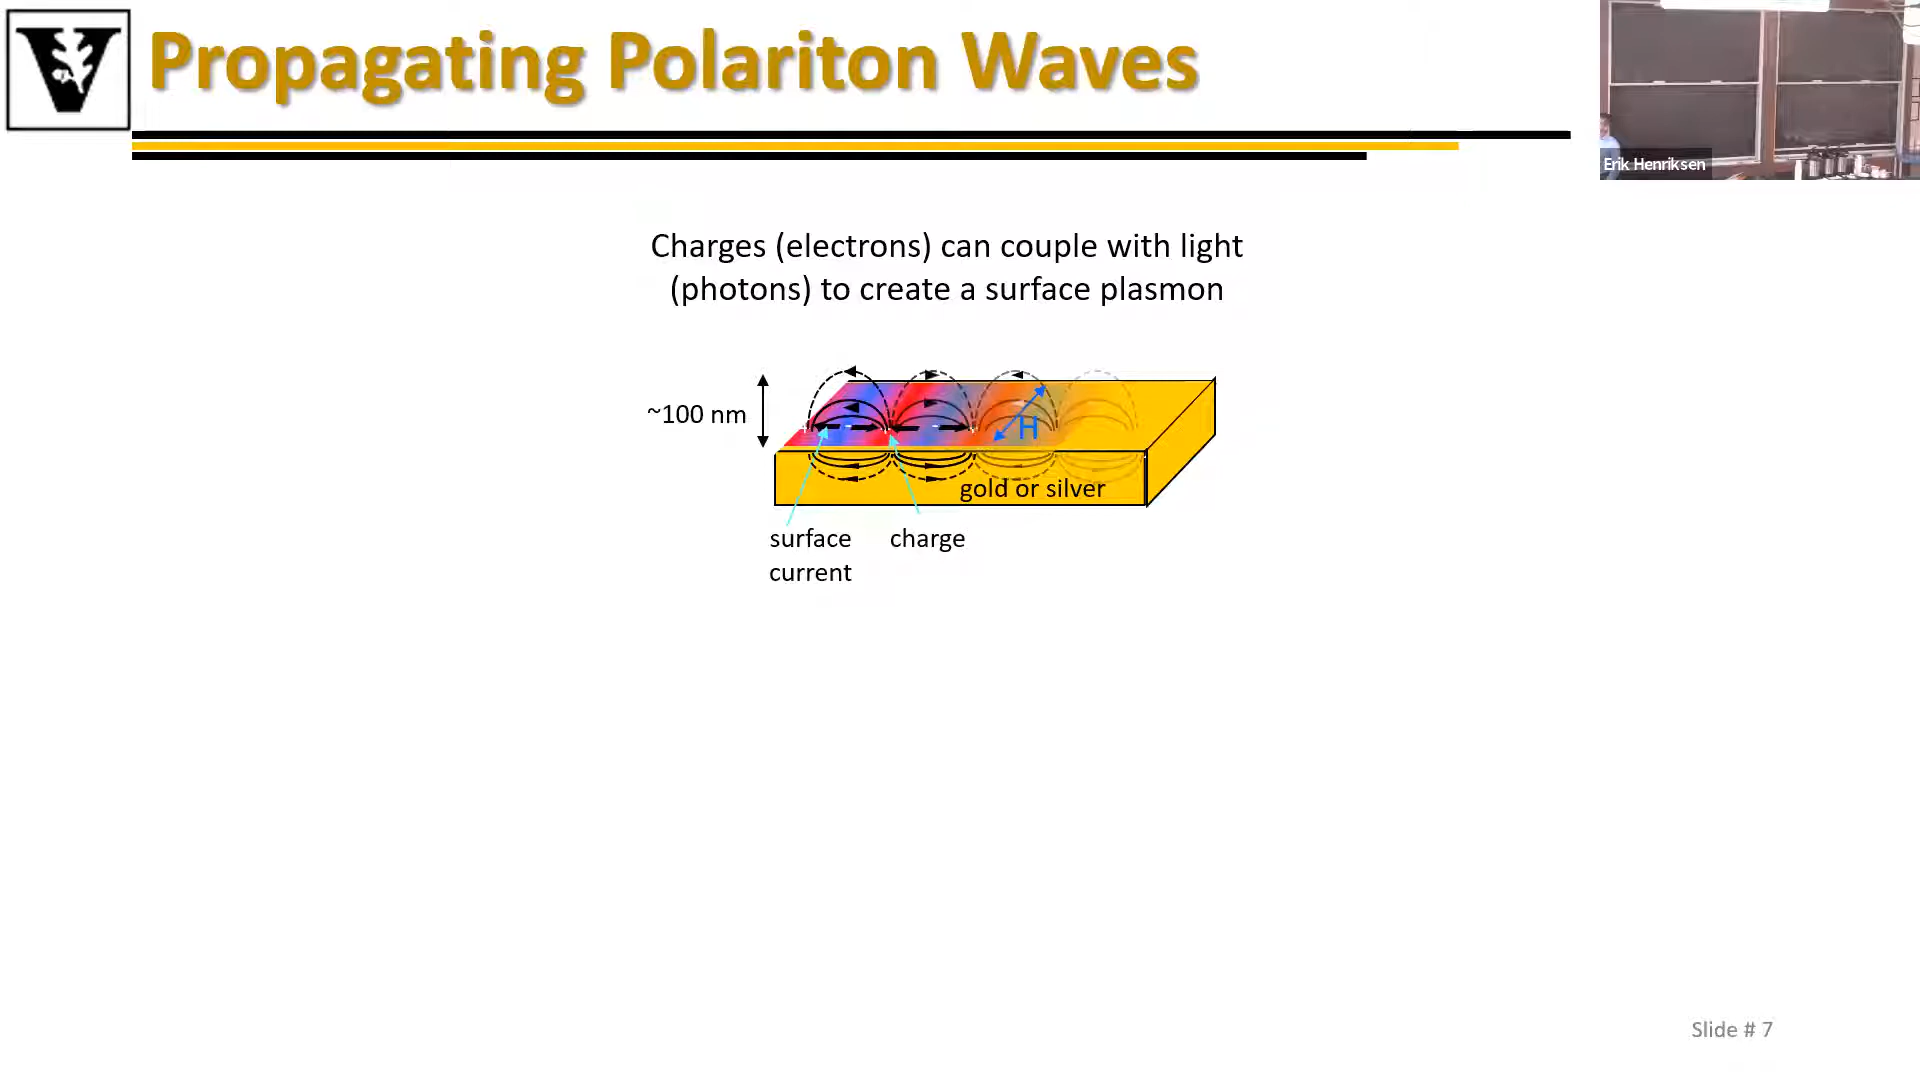 V
Propagating Polariton Waves
Erik Henriksen
Charges (electrons) can couple with light
(photons) to create a surface plasmon
~100 nm
H
gold or silver
surface
current
charge
Slide # 7